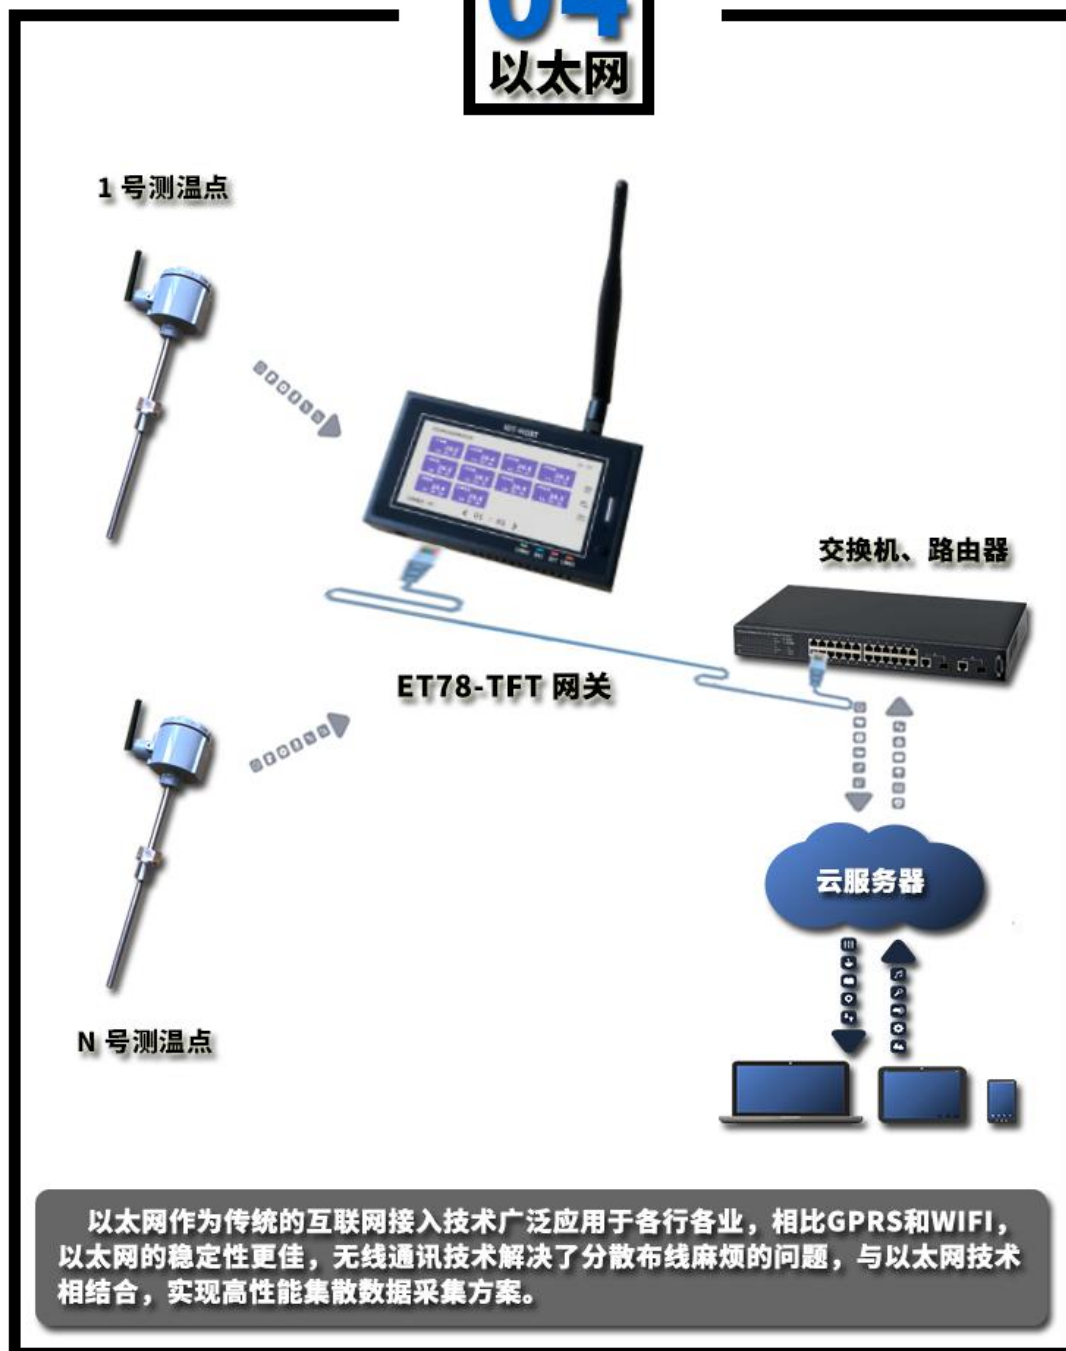 04
以太网
1 号测温点
交换机、路由器
ET78-TFT 网关
云服务器
N 号测温点
以太网作为传统的互联网接入技术广泛应用于各行各业，相比GPRS和WIFI，
以太网的稳定性更佳，无线通讯技术解决了分散布线麻烦的问题，与以太网技术
相结合，实现高性能集散数据采集方案。